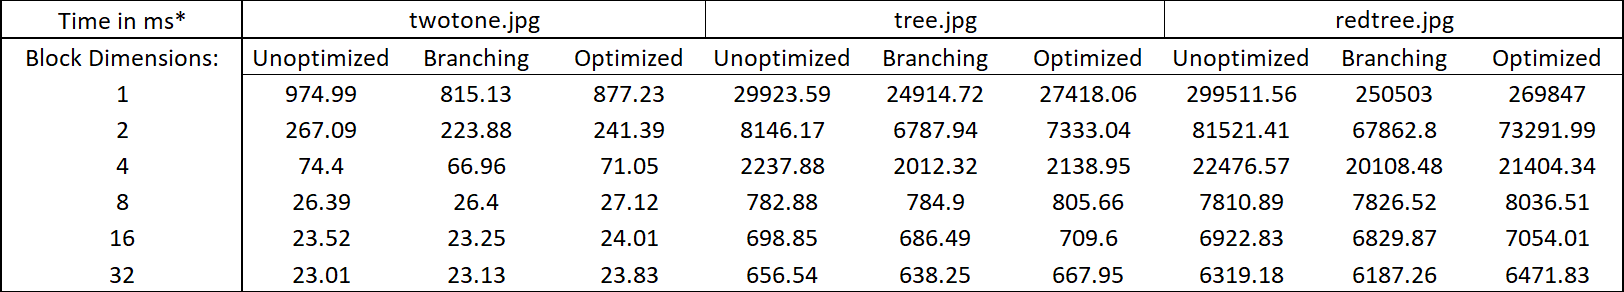 Time in ms* twotone.jpg tree.jpg redtree.jpg
Block Dimensions: Unoptimized Branching Optimized Unoptimized Branching Optimized Unoptimized Branching Optimized
1 974.99 815.13 877.23 29923.59 24914.72 27418.06 299511.56 250503 269847
2 267.09 223.88 241.39 8146.17 6787.94 7333.04 81521.41 67862.8 73291.99
4 74.4 66.96 71.05 2237.88 2012.32 2138.95 22476.57 20108.48 21404.34
8 26.39 26.4 27.12 782.88 784.9 805.66 7810.89 7826.52 8036.51
16 23.52 23.25 24.01 698.85 686.49 709.6 6922.83 6829.87 7054.01
32 23.01 23.13 23.83 656.54 638.25 667.95 6319.18 6187.26 6471.83